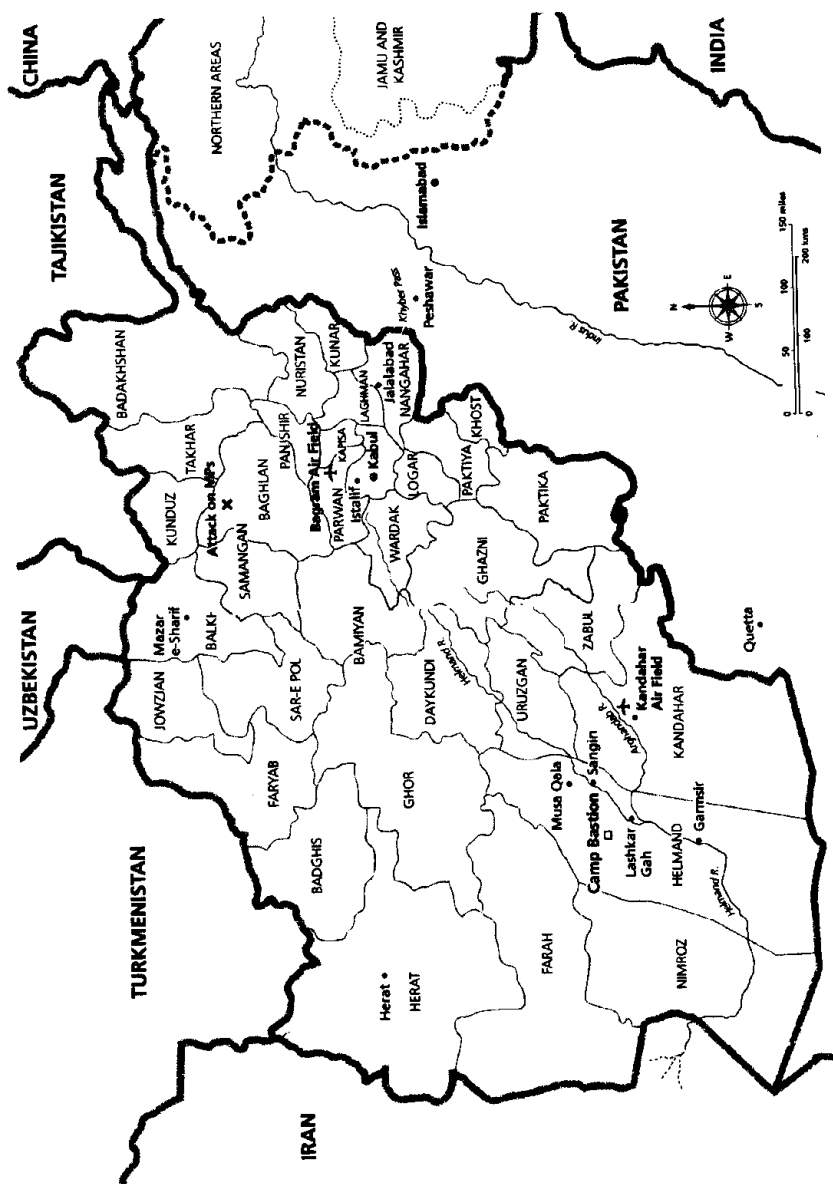 UZBEKISTAN
TAJIKISTAN
CHINA
TURKMENISTAN
IRAN
JOWZJAN
Mazar
e-Sharif
BALKH
KUNDUZ
TAKHAR
BADAKHSHAN
NORTHERN AREAS
Attack on MPs
FARYAB
SAMANGAN
BAGHLAN
SAR-E POL
PANJSHIR
NURISTAN
BADGHIS
Bagram Air Field
KUNAR
KAPISA
PARWAN
LAGHMAN
JAMU AND
KASHMIR
Istalif
BAMIYAN
Kabul
Jalalabad
Herat
HERAT
GHOR
WARDAK
LOGAR
NANGAHAR
Khyber Pass
Peshawar
Islamabad
DAYKUNDI
Helmand R.
PAKTIYA
KHOST
GHAZNI
URUZGAN
PAKTIKA
FARAH
Musa Qala
ZABUL
Sangin
Camp Bastion
Arghandab R.
Kandahar
Air Field
Lashkar
Gah
HELMAND
KANDAHAR
Garmsir
NIMROZ
Helmand R.
Quetta
Indus R.
PAKISTAN
INDIA
N
W
E
S
0
50
100
150 miles
0
100
200 kms